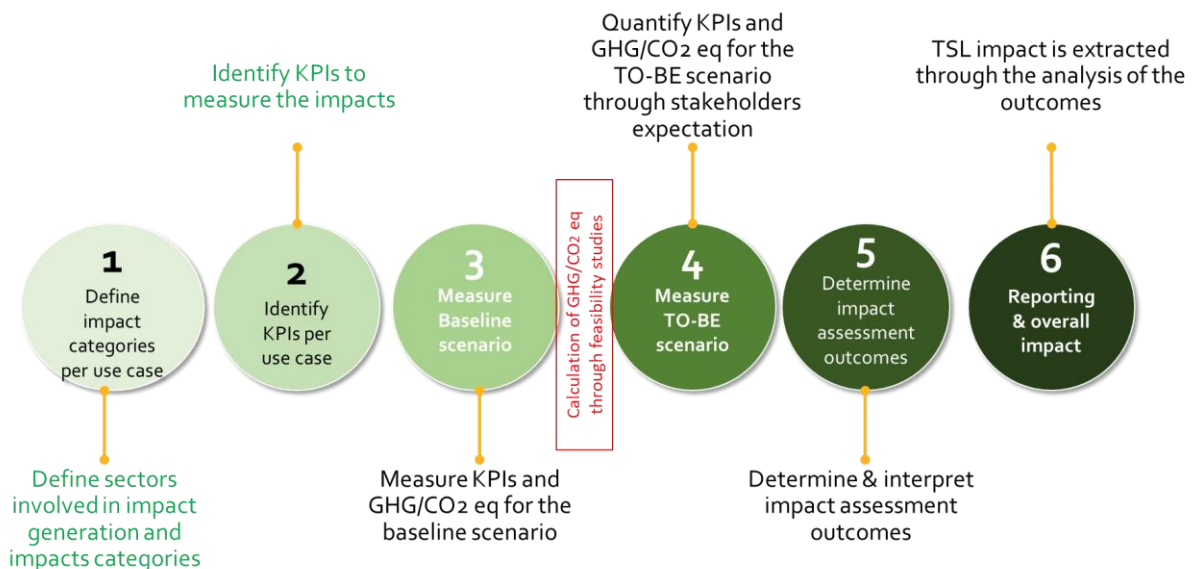 Quantify KPIs and
GHG/CO2 eq for the
TO-BE scenario
through stakeholders
expectation
TSL impact is extracted
through the analysis of the
outcomes
Identify KPIs to
measure the impacts
1
Define
impact
categories
per use case
2
Identify
KPIs per
use case
3
Measure
Baseline
scenario
Calculation of GHG/CO2 eq
through feasibility studies
4
Measure
TO-BE
scenario
5
Determine
impact
assessment
outcomes
6
Reporting
& overall
impact
Define sectors
involved in impact
generation and
impacts categories
Measure KPIs and
GHG/CO2 eq for the
baseline scenario
Determine & interpret
impact assessment
outcomes